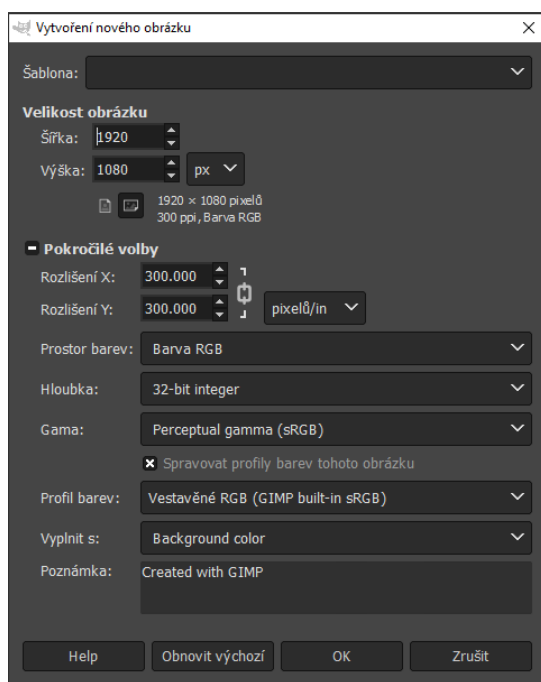 Vytvoření nového obrázku
Šablona:
Velikost obrázku
Šířka: 1920
Výška: 1080 px
1920 × 1080 pixelů
300 ppi, Barva RGB
Pokročilé volby
Rozlišení X: 300.000
Rozlišení Y: 300.000 pixelů/in
Prostor barev: Barva RGB
Hloubka: 32-bit integer
Gama: Perceptual gamma (sRGB)
Spravovat profily barev tohoto obrázku
Profil barev: Vestavěné RGB (GIMP built-in sRGB)
Vyplnit s: Background color
Poznámka: Created with GIMP
Help Obnovit výchozí OK Zrušit